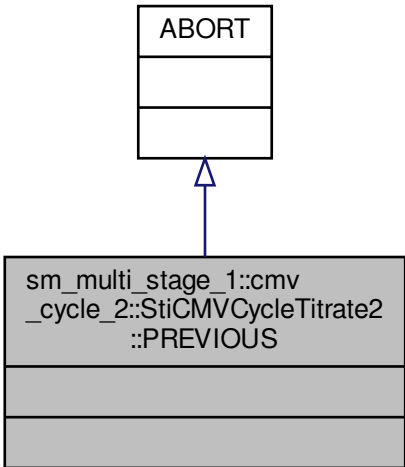 ABORT
sm_multi_stage_1::cmv
_cycle_2::StiCMVCycleTitrate2
::PREVIOUS